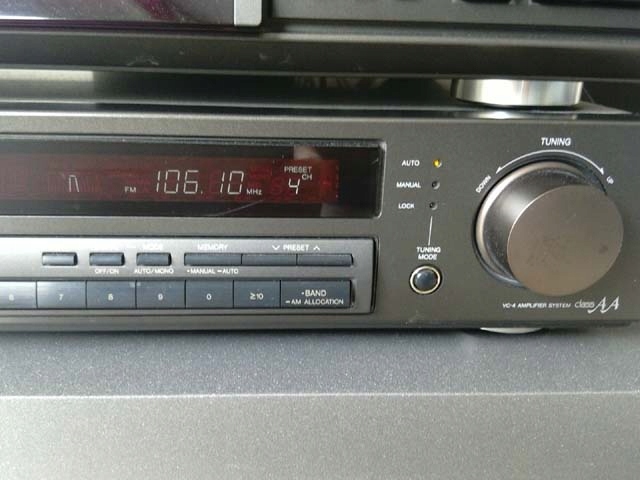 TUNING
AUTO
PRESET
n FM 106.10 MHz 4 CH
MANUAL
DOWN
UP
LOCK
MODE MEMORY ∨ PRESET ∧
OFF/ON AUTO/MONO •MANUAL –AUTO
TUNING
MODE
6 7 8 9 0 ≥10 •BAND
–AM ALLOCATION
VC-4 AMPLIFIER SYSTEM class AA